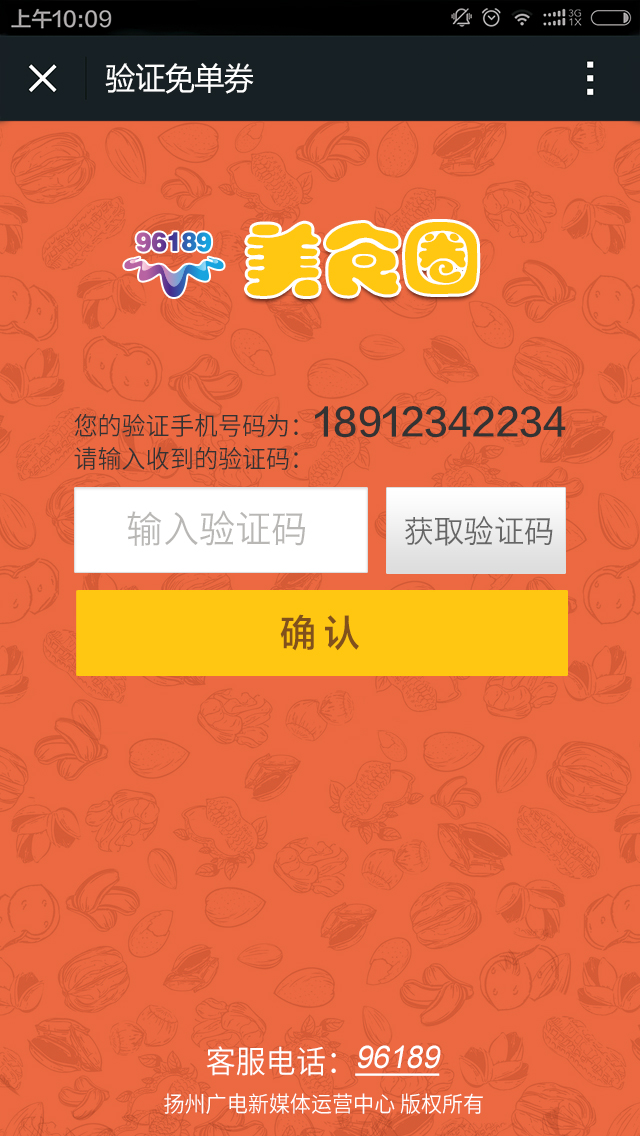 上午10:09
3G
1X
验证免单券
96189
美食圈
您的验证手机号码为：18912342234
请输入收到的验证码：
输入验证码
获取验证码
确认
客服电话：96189
扬州广电新媒体运营中心 版权所有